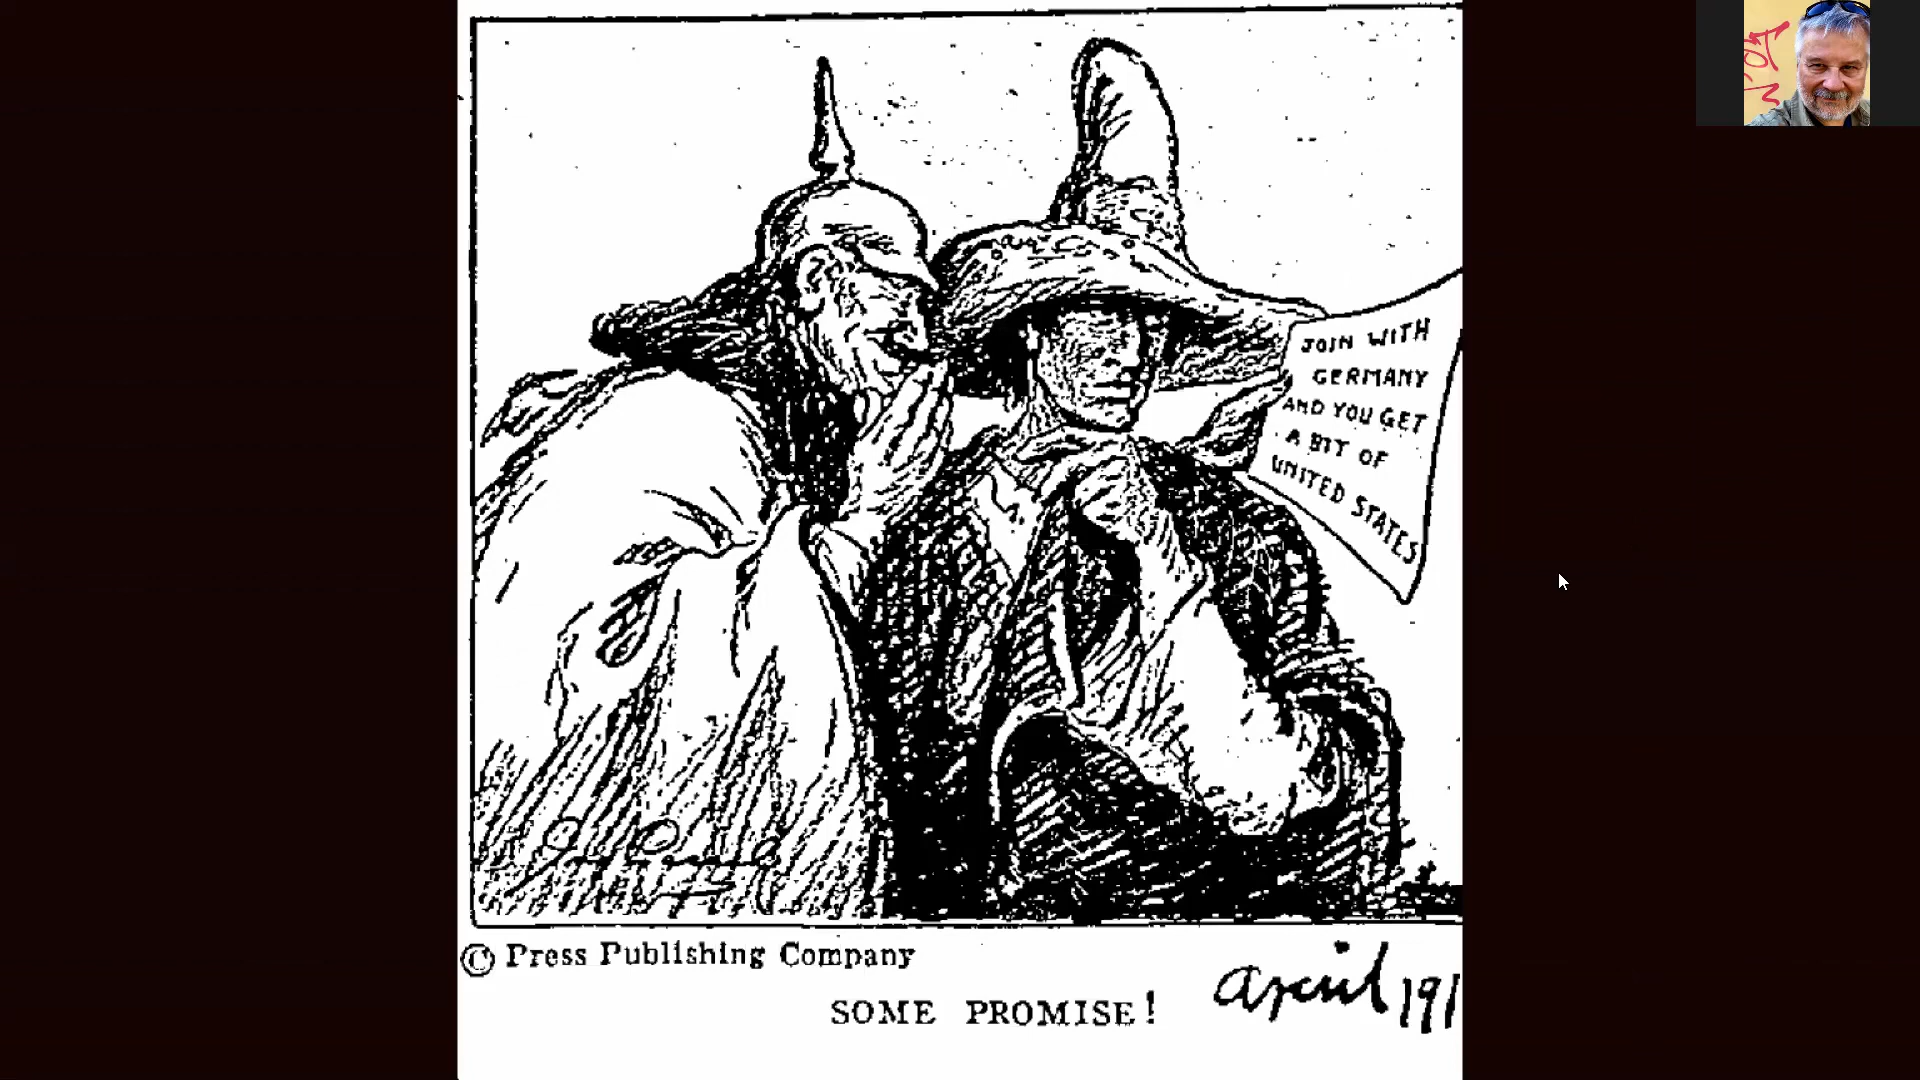 JOIN WITH
GERMANY
AND YOU GET
A BIT OF
UNITED STATES
© Press Publishing Company
SOME PROMISE!
April 191